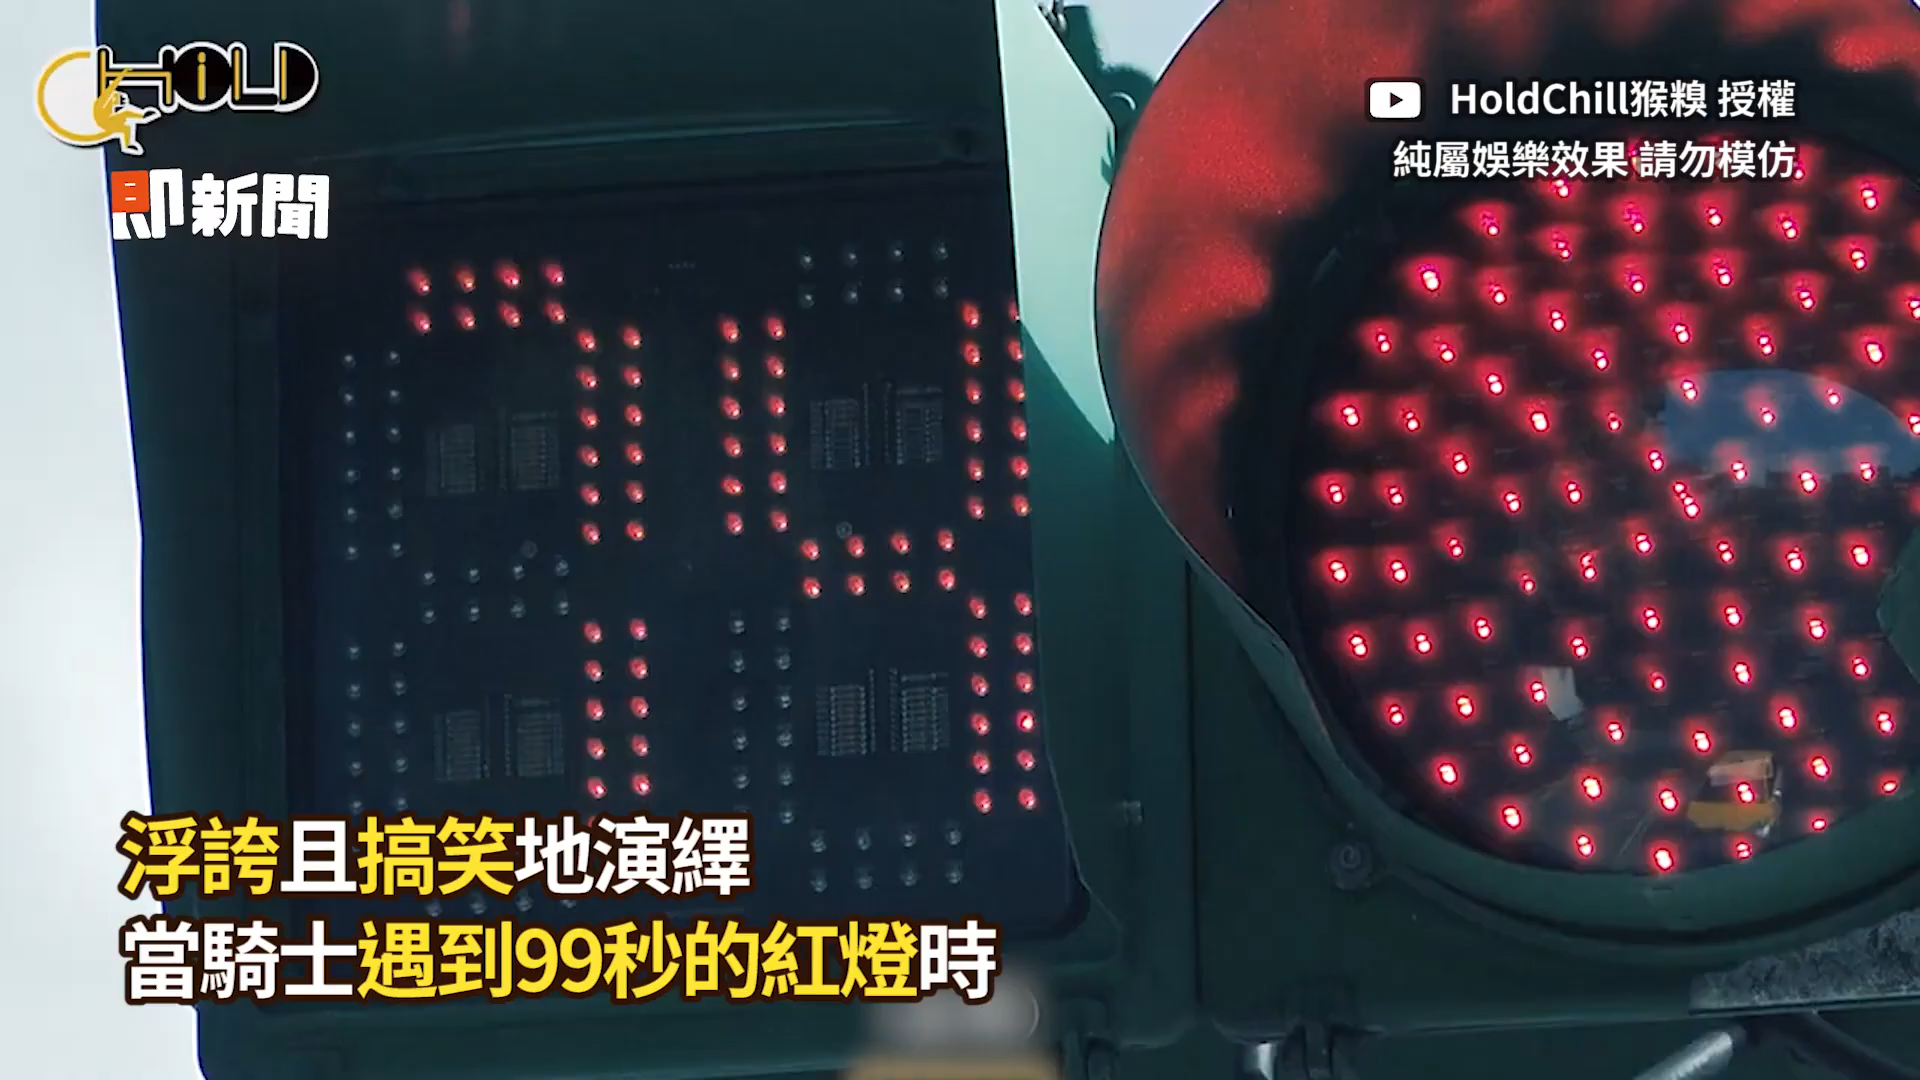 HOLD
即新聞
HoldChill猴糗 授權
純屬娛樂效果 請勿模仿
74
浮誇且搞笑地演繹
當騎士遇到99秒的紅燈時